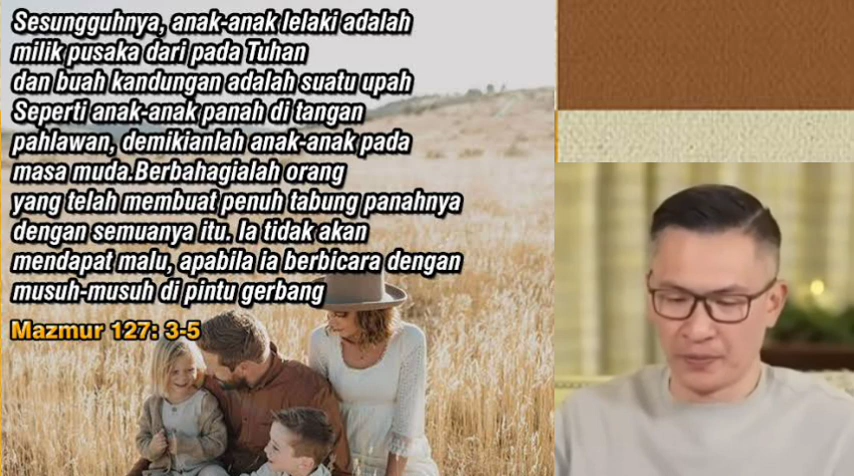 Sesungguhnya, anak-anak lelaki adalah
milik pusaka dari pada Tuhan
dan buah kandungan adalah suatu upah
Seperti anak-anak panah di tangan
pahlawan, demikianlah anak-anak pada
masa muda.Berbahagialah orang
yang telah membuat penuh tabung panahnya
dengan semuanya itu. Ia tidak akan
mendapat malu, apabila ia berbicara dengan
musuh-musuh di pintu gerbang
Mazmur 127: 3-5